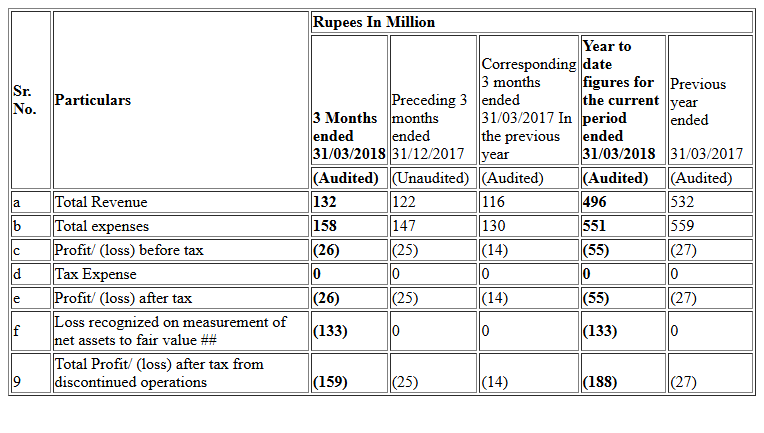 Sr. No. | Particulars | Rupees In Million
3 Months ended 31/03/2018 | Preceding 3 months ended 31/12/2017 | Corresponding 3 months ended 31/03/2017 In the previous year | Year to date figures for the current period ended 31/03/2018 | Previous year ended 31/03/2017
(Audited) | (Unaudited) | (Audited) | (Audited) | (Audited)
a | Total Revenue | 132 | 122 | 116 | 496 | 532
b | Total expenses | 158 | 147 | 130 | 551 | 559
c | Profit/ (loss) before tax | (26) | (25) | (14) | (55) | (27)
d | Tax Expense | 0 | 0 | 0 | 0 | 0
e | Profit/ (loss) after tax | (26) | (25) | (14) | (55) | (27)
f | Loss recognized on measurement of net assets to fair value ## | (133) | 0 | 0 | (133) | 0
9 | Total Profit/ (loss) after tax from discontinued operations | (159) | (25) | (14) | (188) | (27)